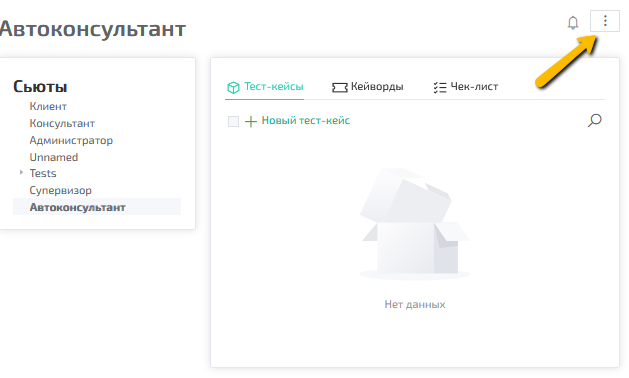 Автоконсультант
Сьюты
Клиент
Консультант
Администратор
Unnamed
Tests
Супервизор
Автоконсультант
Тест-кейсы Кейворды Чек-лист
Новый тест-кейс
Нет данных